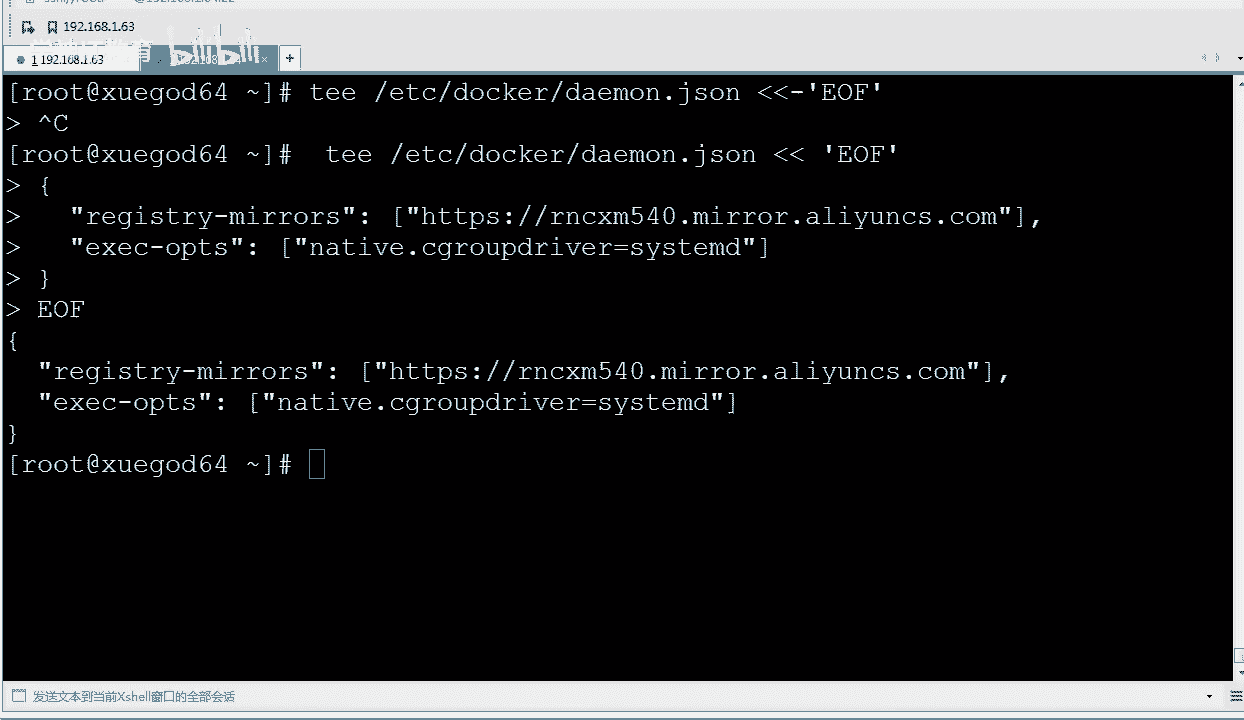 192.168.1.63
1 192.168.1.63
bilibili
+
[root@xuegod64 ~]# tee /etc/docker/daemon.json <<-'EOF'
> ^C
[root@xuegod64 ~]#  tee /etc/docker/daemon.json << 'EOF'
> {
>   "registry-mirrors": ["https://rncxm540.mirror.aliyuncs.com"],
>   "exec-opts": ["native.cgroupdriver=systemd"]
> }
> EOF
{
  "registry-mirrors": ["https://rncxm540.mirror.aliyuncs.com"],
  "exec-opts": ["native.cgroupdriver=systemd"]
}
[root@xuegod64 ~]#
发送文本到当前Xshell窗口的全部会话